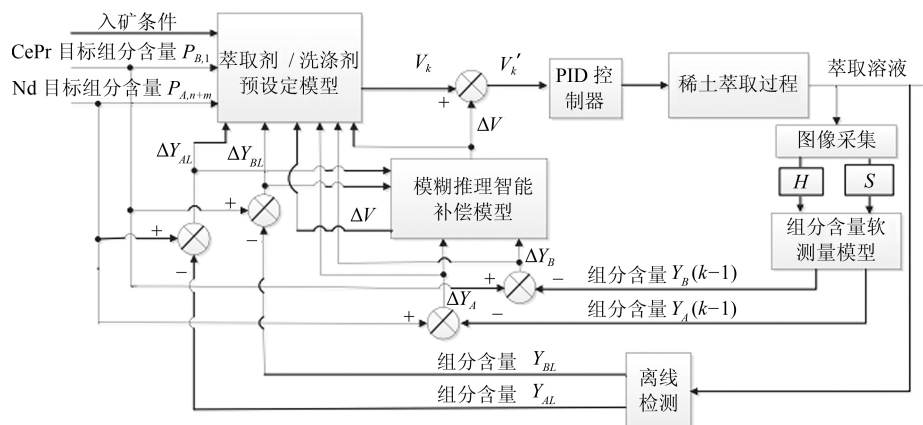 入矿条件
CePr 目标组分含量 P_{B,1}
Nd 目标组分含量 P_{A,n+m}
萃取剂 / 洗涤剂
预设定模型
V_k
+
V_k′
PID 控
制器
稀土萃取过程
萃取溶液
ΔV
图像采集
H
S
组分含量软
测量模型
ΔY_{AL}
ΔY_{BL}
模糊推理智能
补偿模型
ΔV
+
−
+
−
ΔY_B
+
−
组分含量 Y_B(k−1)
ΔY_A
+
−
组分含量 Y_A(k−1)
组分含量 Y_{BL}
组分含量 Y_{AL}
离线
检测